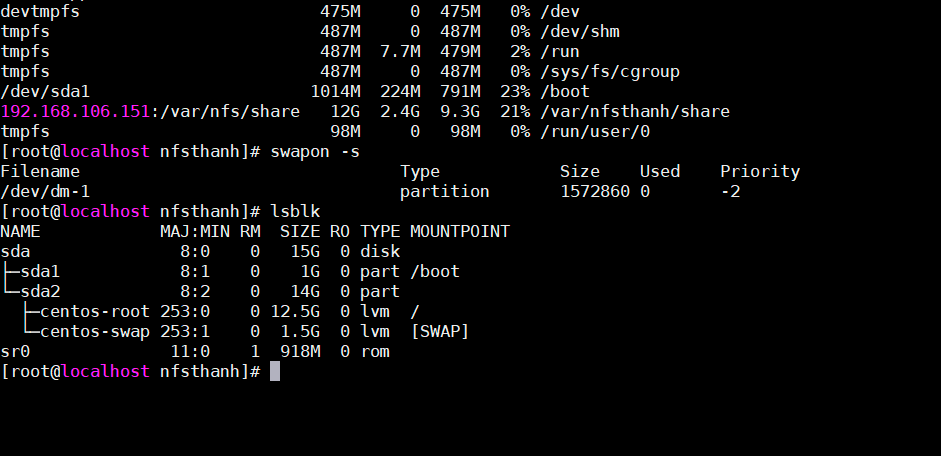 devtmpfs                        475M     0  475M   0% /dev
tmpfs                           487M     0  487M   0% /dev/shm
tmpfs                           487M  7.7M  479M   2% /run
tmpfs                           487M     0  487M   0% /sys/fs/cgroup
/dev/sda1                      1014M  224M  791M  23% /boot
192.168.106.151:/var/nfs/share   12G  2.4G  9.3G  21% /var/nfsthanh/share
tmpfs                            98M     0   98M   0% /run/user/0
[root@localhost nfsthanh]# swapon -s
Filename                                Type            Size    Used    Priority
/dev/dm-1                               partition       1572860 0       -2
[root@localhost nfsthanh]# lsblk
NAME            MAJ:MIN RM  SIZE RO TYPE MOUNTPOINT
sda               8:0    0   15G  0 disk
├─sda1            8:1    0    1G  0 part /boot
└─sda2            8:2    0   14G  0 part
  ├─centos-root 253:0    0 12.5G  0 lvm  /
  └─centos-swap 253:1    0  1.5G  0 lvm  [SWAP]
sr0              11:0    1  918M  0 rom
[root@localhost nfsthanh]#